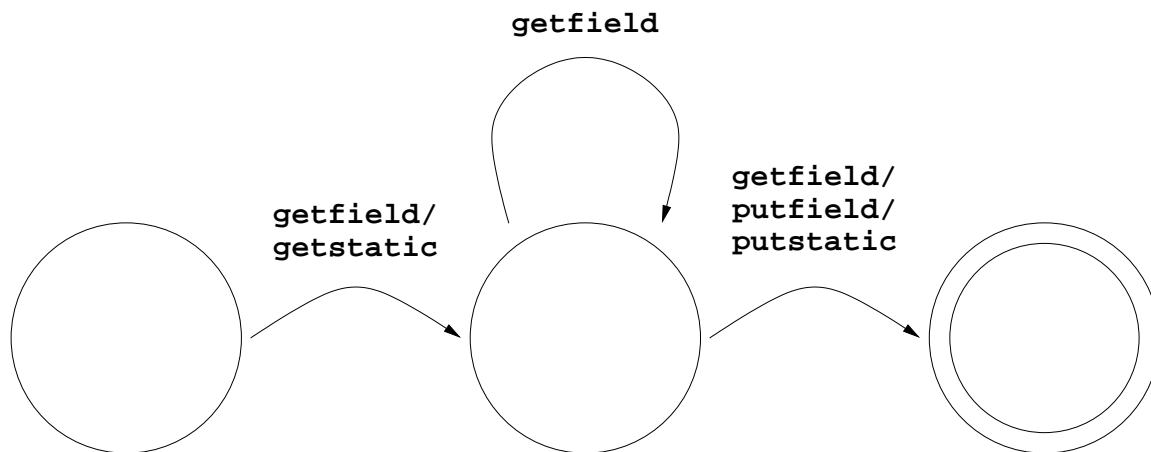 getfield
getfield/
getstatic
getfield/
putfield/
putstatic